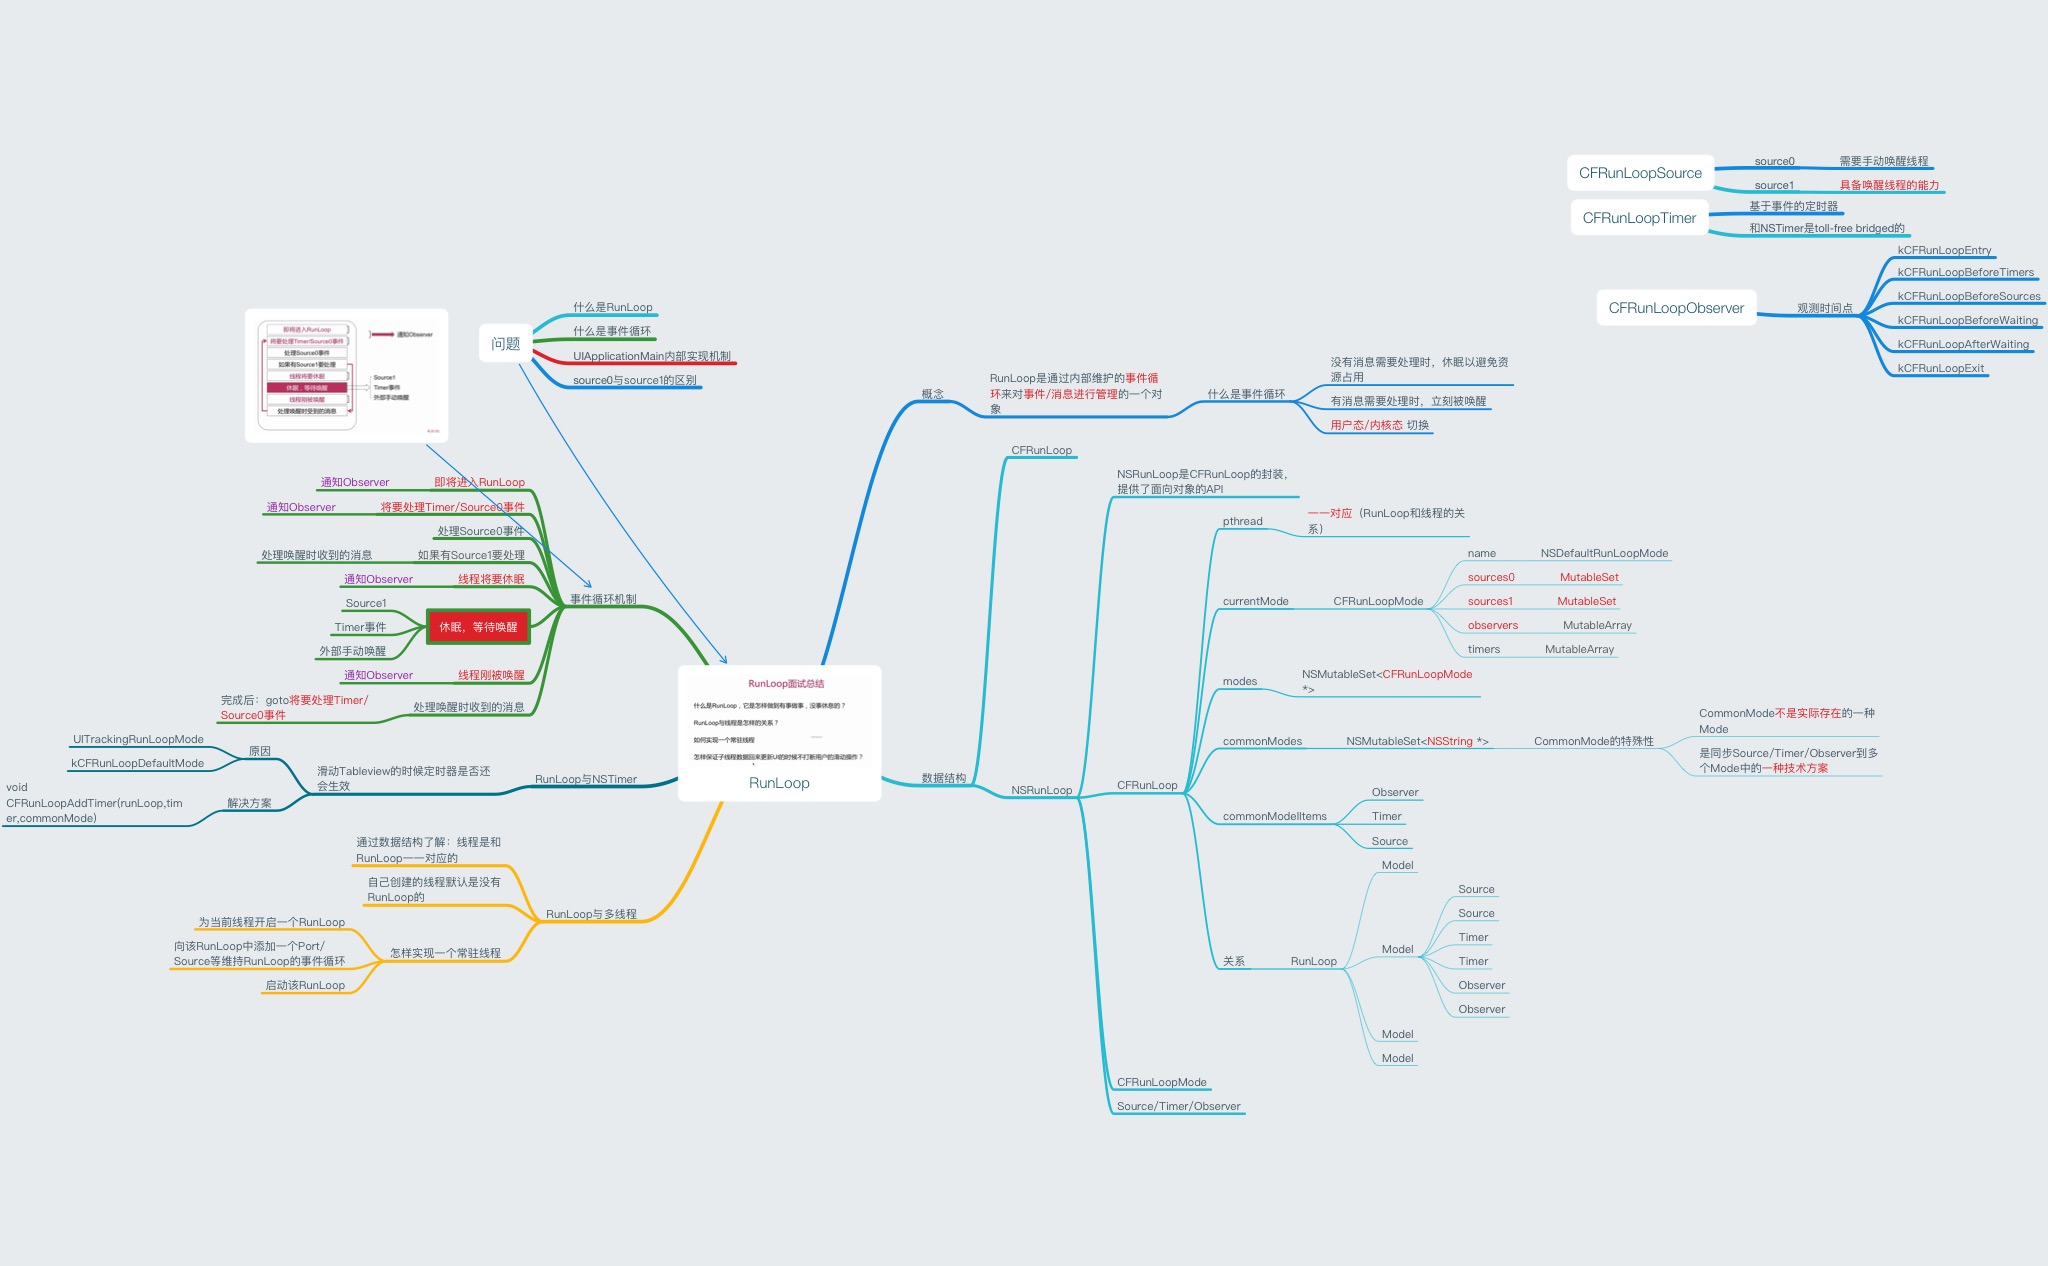 CFRunLoopSource
source0
需要手动唤醒线程
source1
具备唤醒线程的能力
CFRunLoopTimer
基于事件的定时器
和NSTimer是toll-free bridged的
CFRunLoopObserver
观测时间点
kCFRunLoopEntry
kCFRunLoopBeforeTimers
kCFRunLoopBeforeSources
kCFRunLoopBeforeWaiting
kCFRunLoopAfterWaiting
kCFRunLoopExit
问题
什么是RunLoop
什么是事件循环
UIApplicationMain内部实现机制
source0与source1的区别
即将进入RunLoop
通知Observer
将要处理Timer/Source0事件
处理Source0事件
如果有Source1要处理
线程将要休眠
休眠，等待唤醒
Source1
Timer事件
外部手动唤醒
线程刚被唤醒
处理唤醒时受到的消息
事件循环机制
即将进入RunLoop
通知Observer
将要处理Timer/Source0事件
通知Observer
处理Source0事件
如果有Source1要处理
处理唤醒时收到的消息
线程将要休眠
通知Observer
休眠，等待唤醒
Source1
Timer事件
外部手动唤醒
线程刚被唤醒
通知Observer
处理唤醒时收到的消息
完成后：goto将要处理Timer/
Source0事件
RunLoop与NSTimer
滑动Tableview的时候定时器是否还
会生效
原因
UITrackingRunLoopMode
kCFRunLoopDefaultMode
解决方案
void
CFRunLoopAddTimer(runLoop,tim
er,commonMode)
RunLoop与多线程
通过数据结构了解：线程是和
RunLoop一一对应的
自己创建的线程默认是没有
RunLoop的
怎样实现一个常驻线程
为当前线程开启一个RunLoop
向该RunLoop中添加一个Port/
Source等维持RunLoop的事件循环
启动该RunLoop
RunLoop面试总结
什么是RunLoop，它是怎样做到有事做事，没事休息的？
RunLoop与线程是怎样的关系？
如何实现一个常驻线程
怎样保证子线程数据回来更新UI的时候不打断用户的滑动操作？
RunLoop
概念
RunLoop是通过内部维护的事件循
环来对事件/消息进行管理的一个对
象
什么是事件循环
没有消息需要处理时，休眠以避免资
源占用
有消息需要处理时，立刻被唤醒
用户态/内核态 切换
数据结构
CFRunLoop
NSRunLoop
NSRunLoop是CFRunLoop的封装，
提供了面向对象的API
CFRunLoop
pthread
一一对应（RunLoop和线程的关
系）
currentMode
CFRunLoopMode
name
NSDefaultRunLoopMode
sources0
MutableSet
sources1
MutableSet
observers
MutableArray
timers
MutableArray
modes
NSMutableSet<CFRunLoopMode
*>
commonModes
NSMutableSet<NSString *>
CommonMode的特殊性
CommonMode不是实际存在的一种
Mode
是同步Source/Timer/Observer到多
个Mode中的一种技术方案
commonModelItems
Observer
Timer
Source
关系
RunLoop
Model
Model
Source
Source
Timer
Timer
Observer
Observer
Model
Model
CFRunLoopMode
Source/Timer/Observer